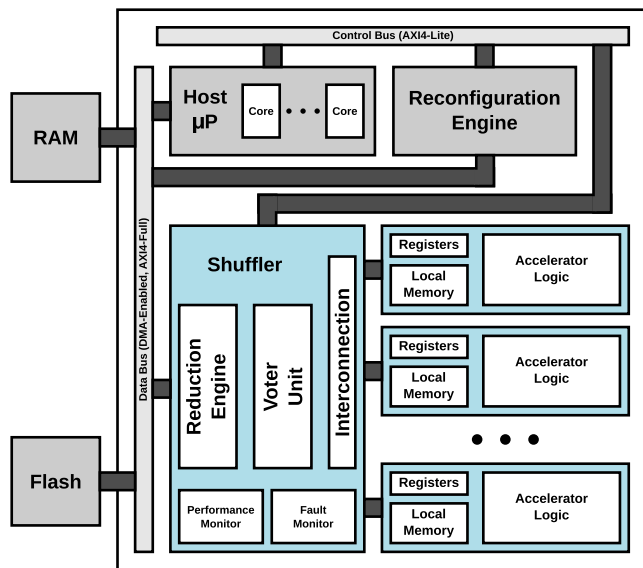 Control Bus (AXI4-Lite)
Host
µP
Core
Core
Reconfiguration
Engine
RAM
Data Bus (DMA-Enabled, AXI4-Full)
Flash
Shuffler
Reduction
Engine
Voter
Unit
Interconnection
Performance
Monitor
Fault
Monitor
Registers
Local
Memory
Accelerator
Logic
Registers
Local
Memory
Accelerator
Logic
Registers
Local
Memory
Accelerator
Logic